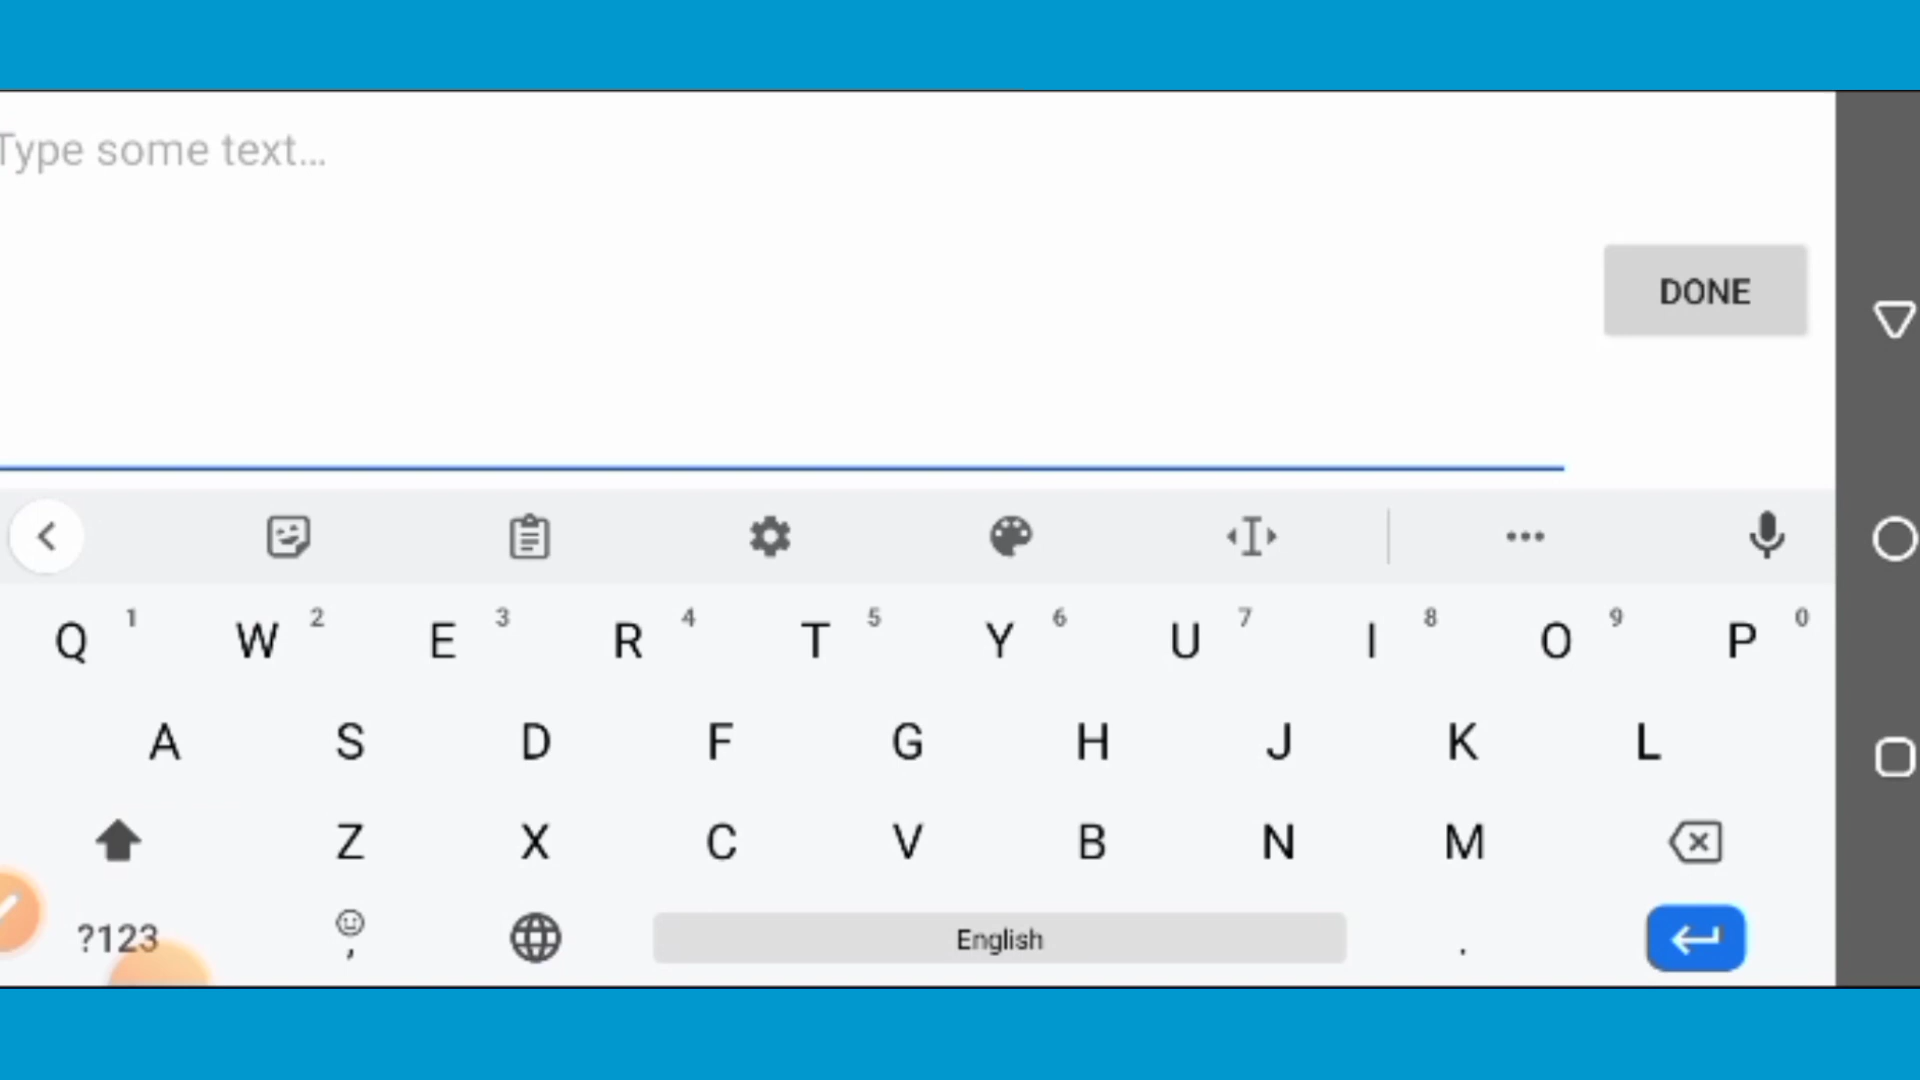 Type some text...
DONE
Q 1 W 2 E 3 R 4 T 5 Y 6 U 7 I 8 O 9 P 0
A S D F G H J K L
Z X C V B N M
?123 , English .